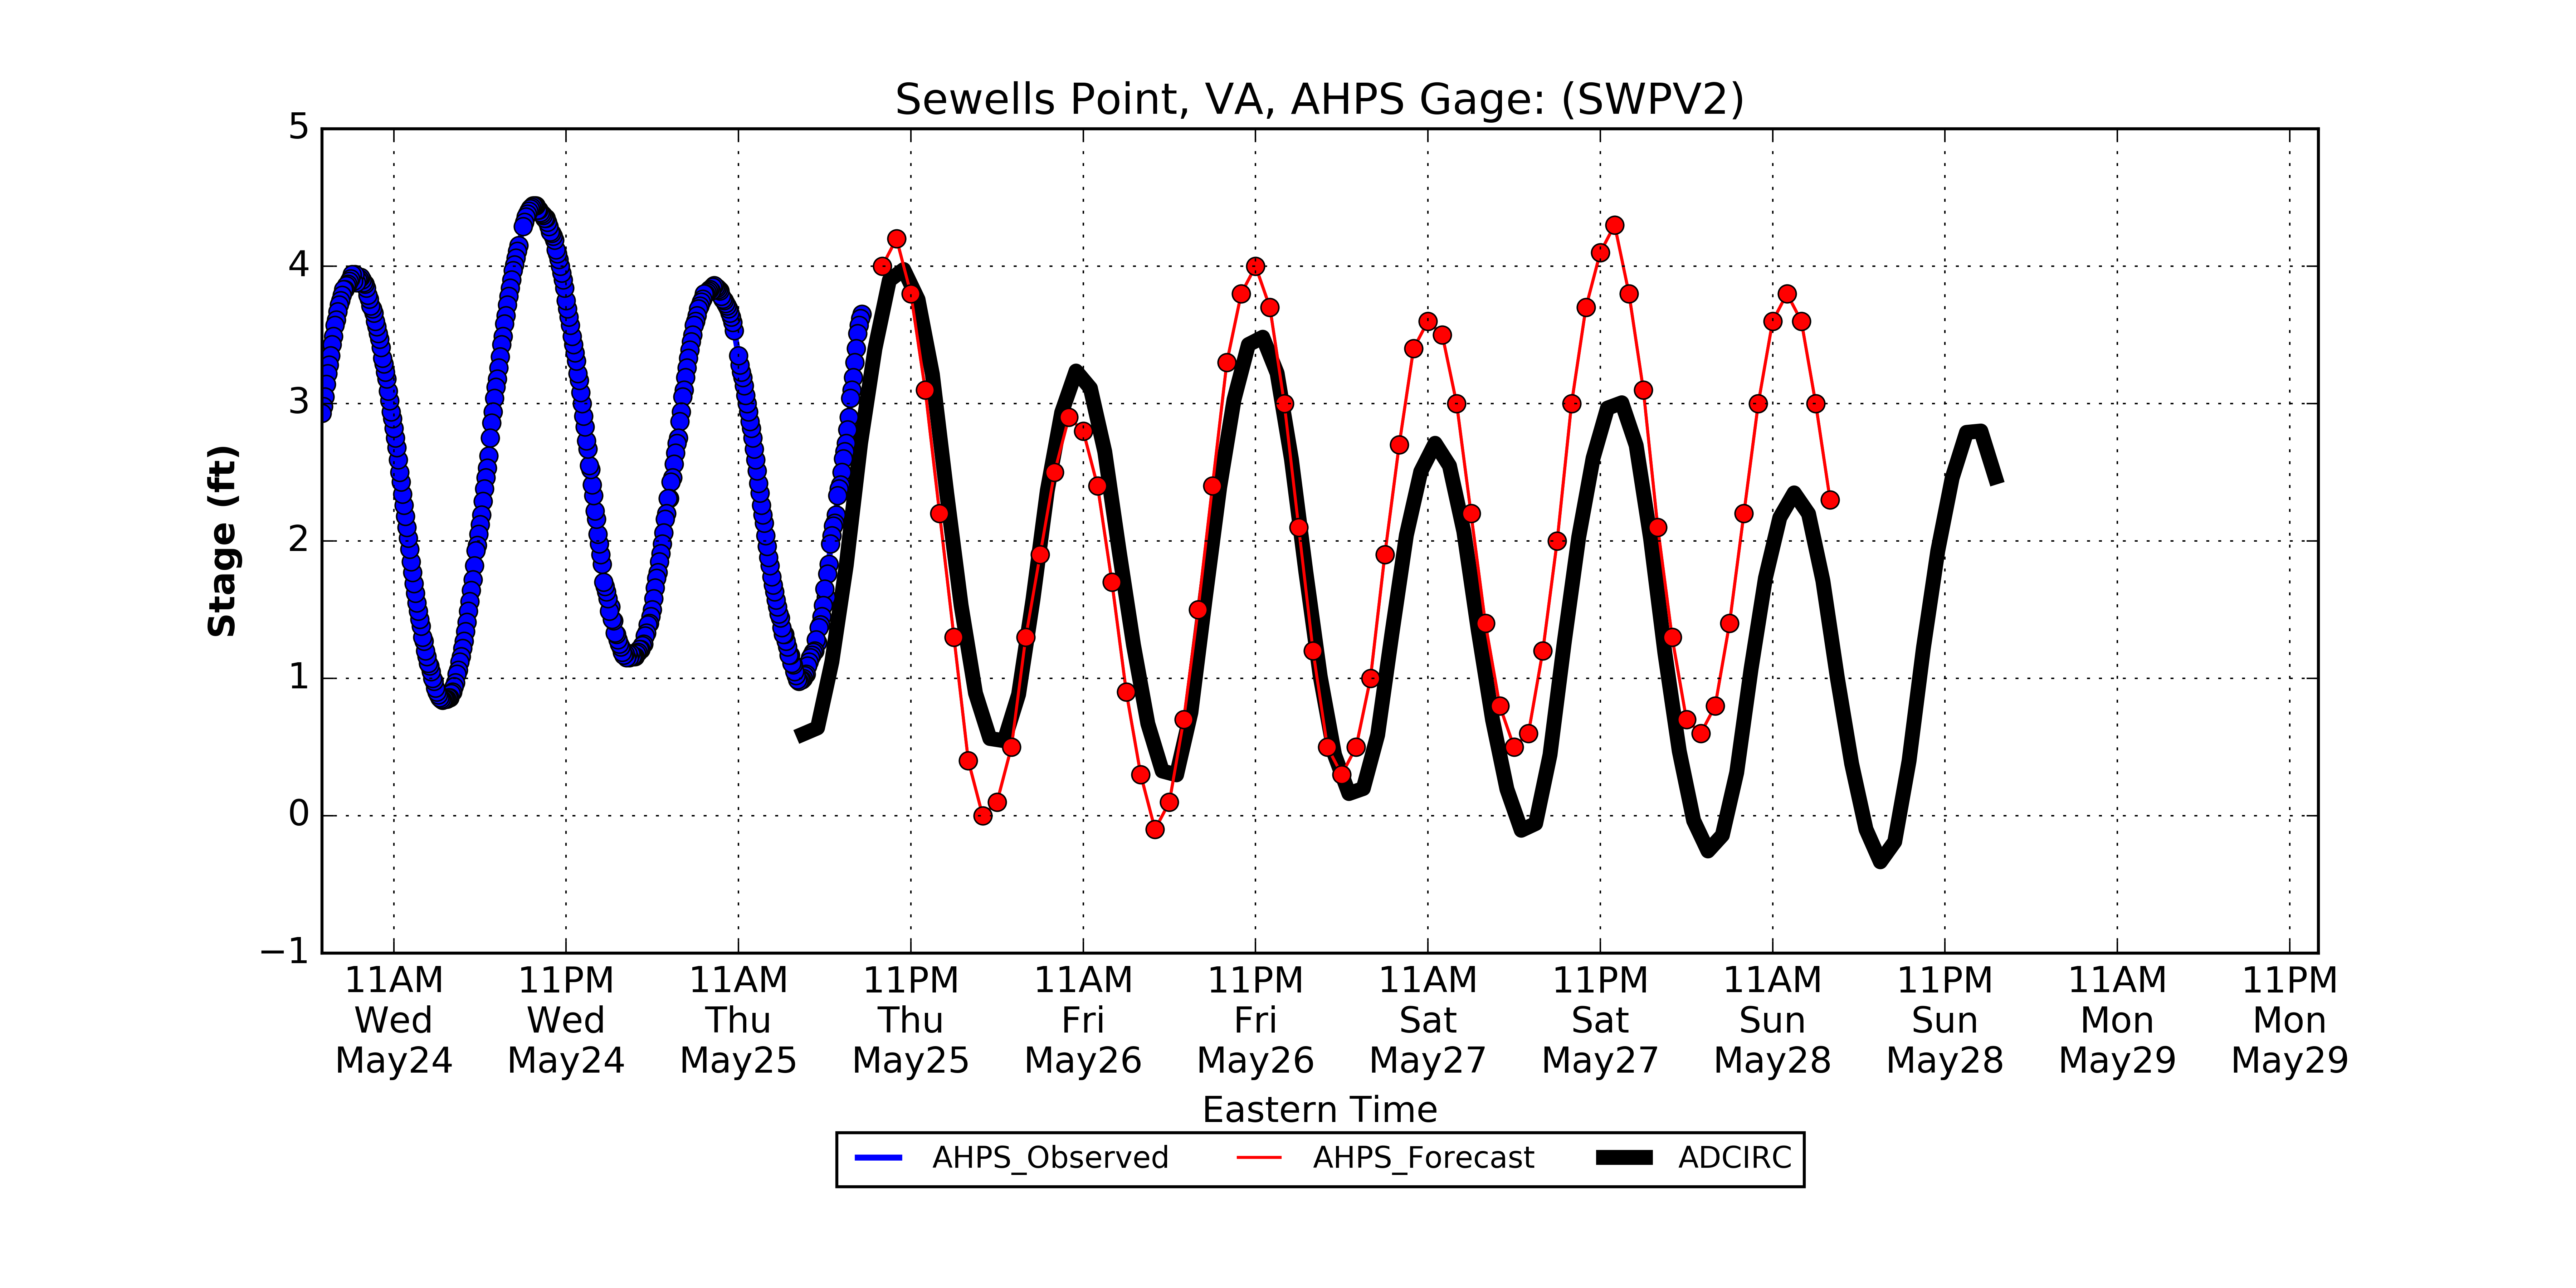 Sewells Point, VA, AHPS Gage: (SWPV2)
5
4
3
2
1
0
−1
Stage (ft)
11AM 11PM 11AM 11PM 11AM 11PM 11AM 11PM 11AM 11PM 11AM 11PM
Wed Wed Thu Thu Fri Fri Sat Sat Sun Sun Mon Mon
May24 May24 May25 May25 May26 May26 May27 May27 May28 May28 May29 May29
Eastern Time
AHPS_Observed AHPS_Forecast ADCIRC